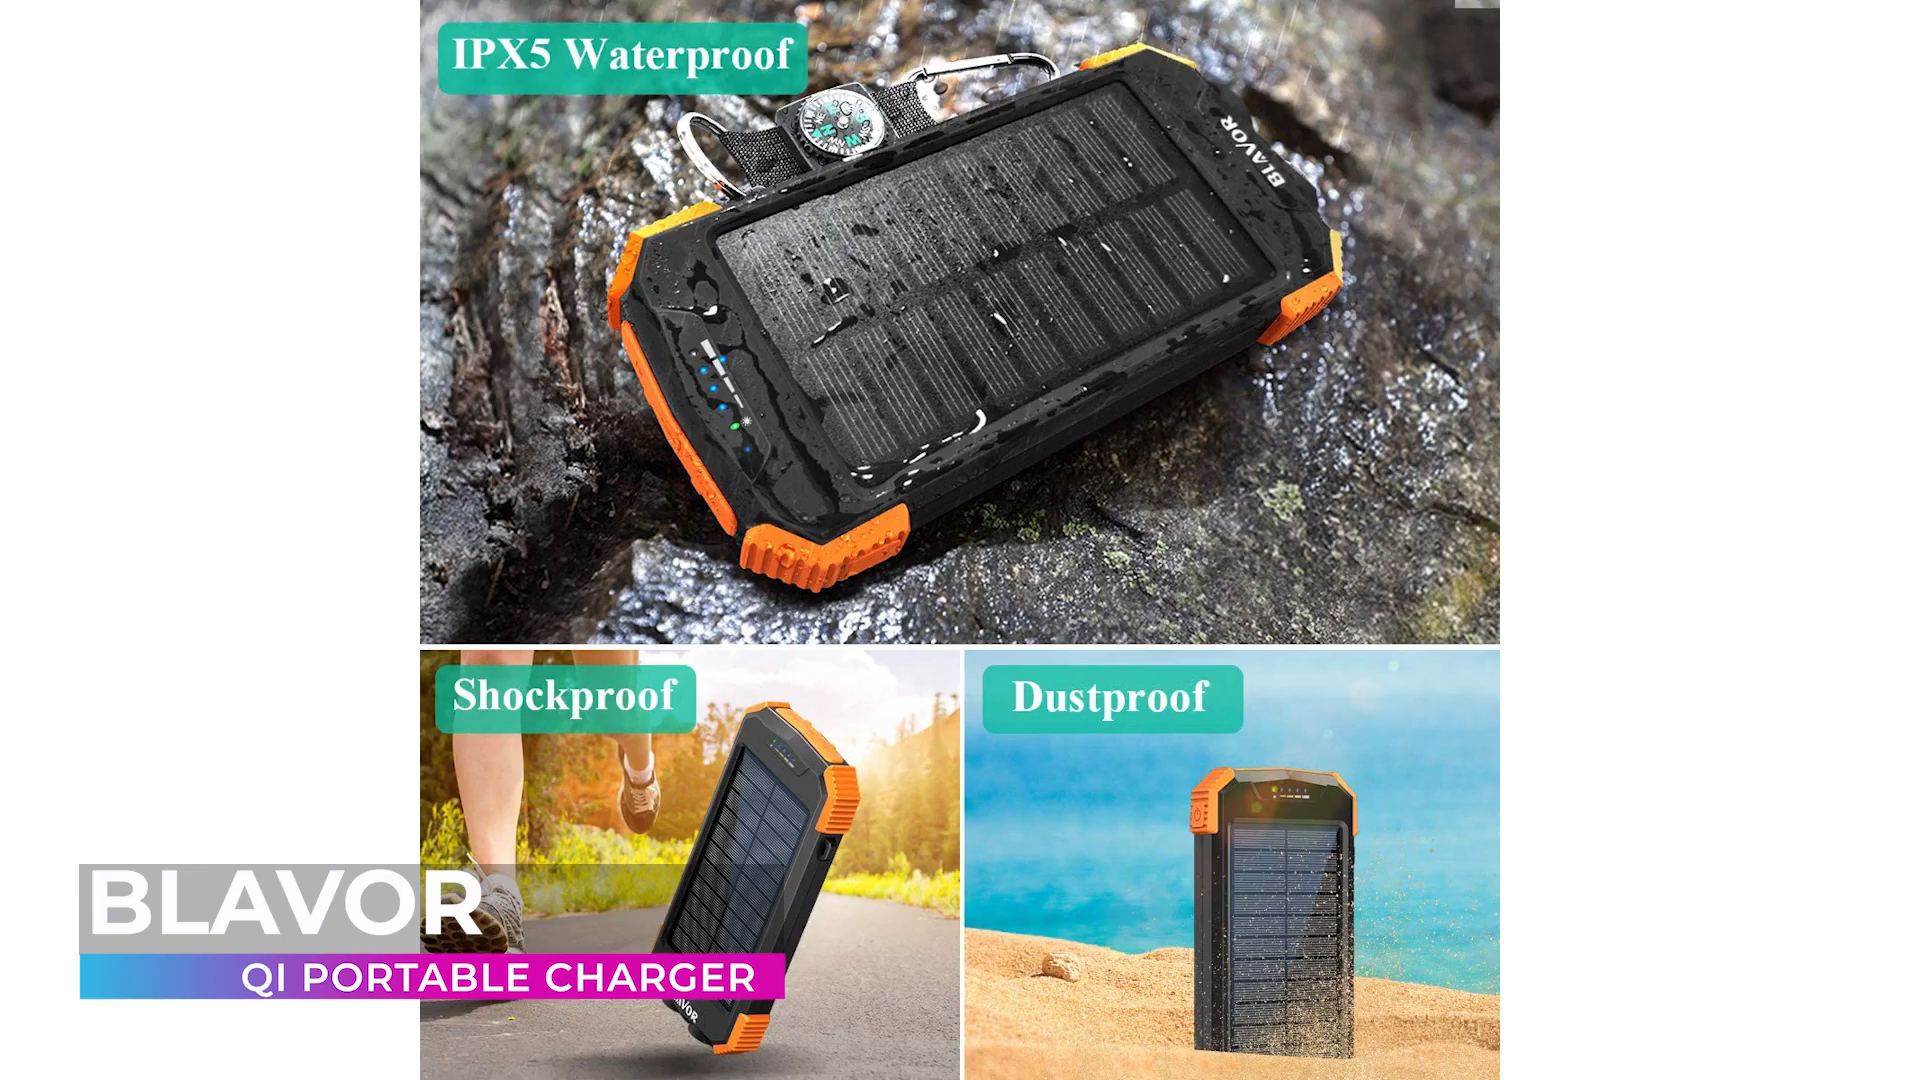 IPX5 Waterproof
BLAVOR
Shockproof
Dustproof
BLAVOR
QI PORTABLE CHARGER